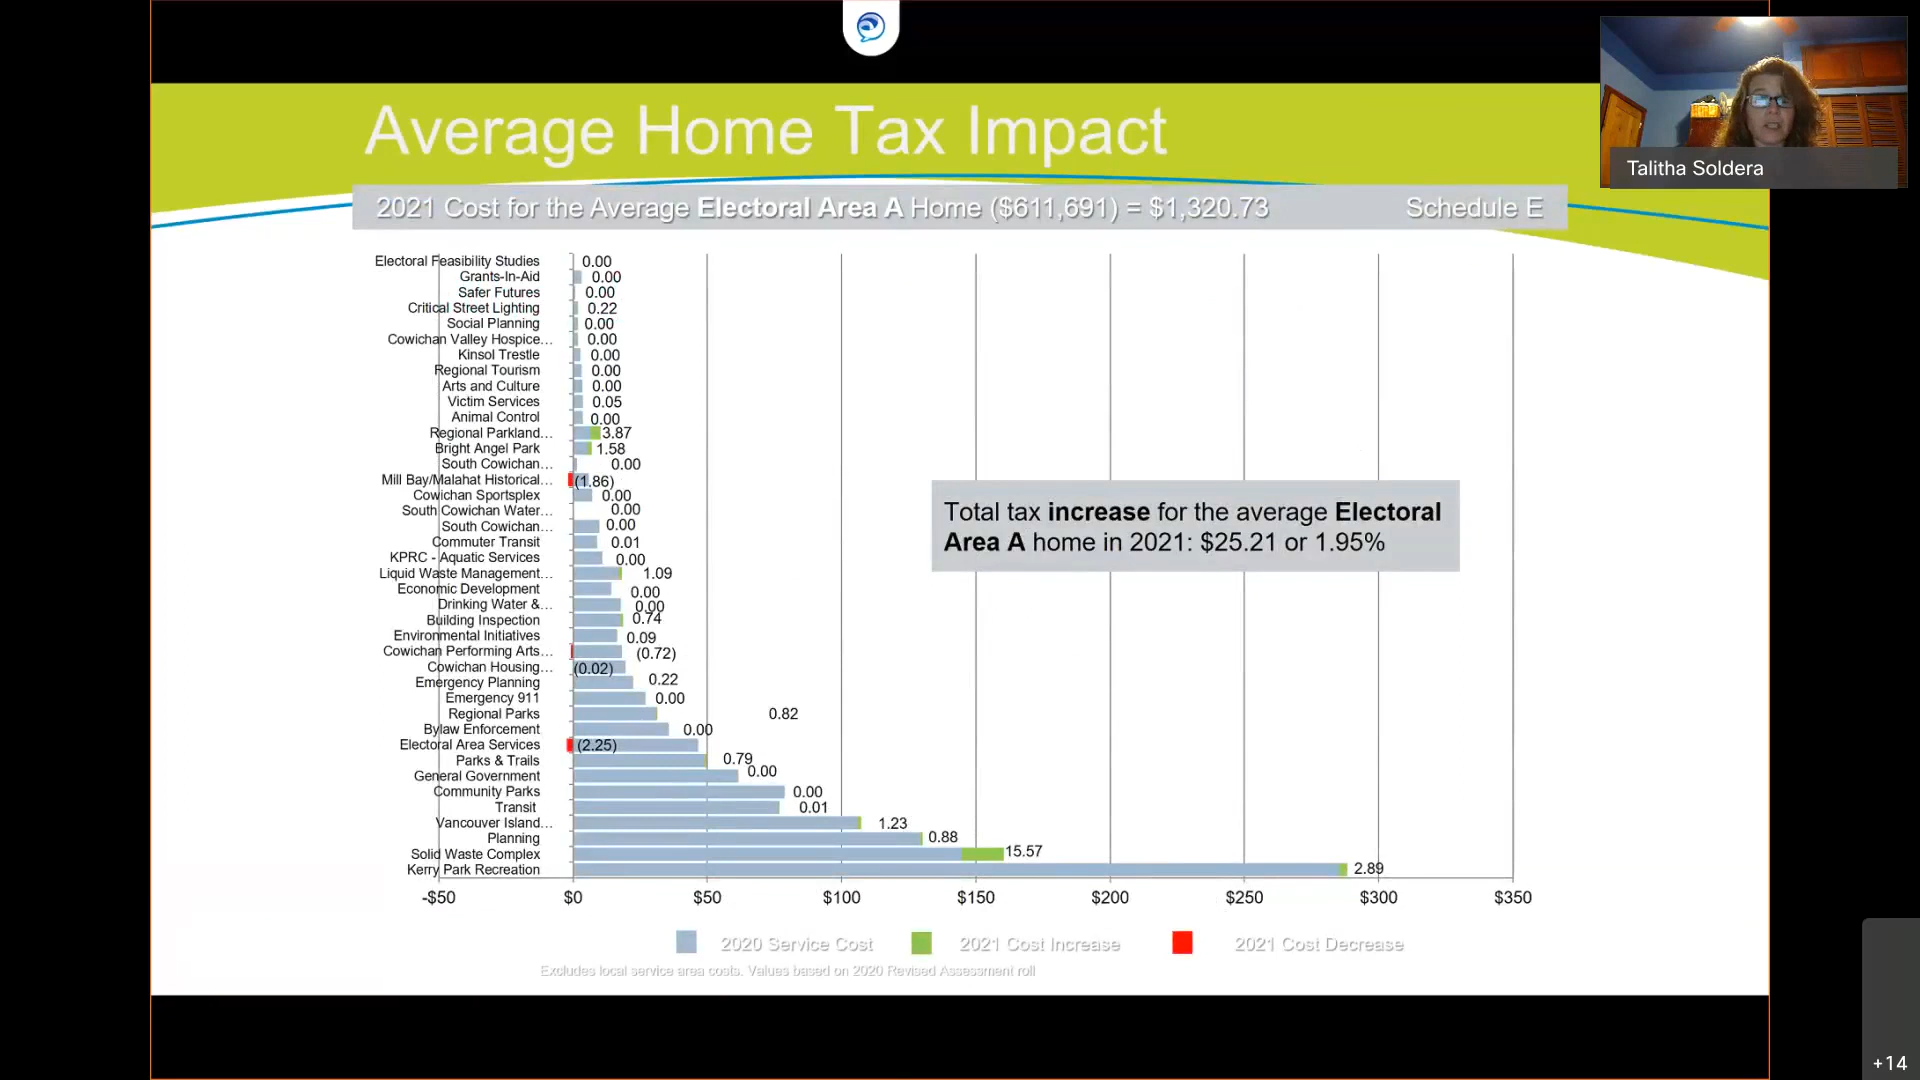 Average Home Tax Impact
Talitha Soldera
2021 Cost for the Average Electoral Area A Home ($611,691) = $1,320.73 Schedule E
Electoral Feasibility Studies 0.00
Grants-In-Aid 0.00
Safer Futures 0.00
Critical Street Lighting 0.22
Social Planning 0.00
Cowichan Valley Hospice... 0.00
Kinsol Trestle 0.00
Regional Tourism 0.00
Arts and Culture 0.00
Victim Services 0.05
Animal Control 0.00
Regional Parkland... 3.87
Bright Angel Park 1.58
South Cowichan... 0.00
Mill Bay/Malahat Historical... (1.86)
Cowichan Sportsplex 0.00
South Cowichan Water... 0.00
South Cowichan... 0.00
Commuter Transit 0.01
KPRC - Aquatic Services 0.00
Liquid Waste Management... 1.09
Economic Development 0.00
Drinking Water &... 0.00
Building Inspection 0.74
Environmental Initiatives 0.09
Cowichan Performing Arts... (0.72)
Cowichan Housing... (0.02)
Emergency Planning 0.22
Emergency 911 0.00
Regional Parks 0.82
Bylaw Enforcement 0.00
Electoral Area Services (2.25)
Parks & Trails 0.79
General Government 0.00
Community Parks 0.00
Transit 0.01
Vancouver Island... 1.23
Planning 0.88
Solid Waste Complex 15.57
Kerry Park Recreation 2.89
Total tax increase for the average Electoral
Area A home in 2021: $25.21 or 1.95%
-$50 $0 $50 $100 $150 $200 $250 $300 $350
2020 Service Cost 2021 Cost Increase 2021 Cost Decrease
Excludes local service area costs. Values based on 2020 Revised Assessment roll
+14